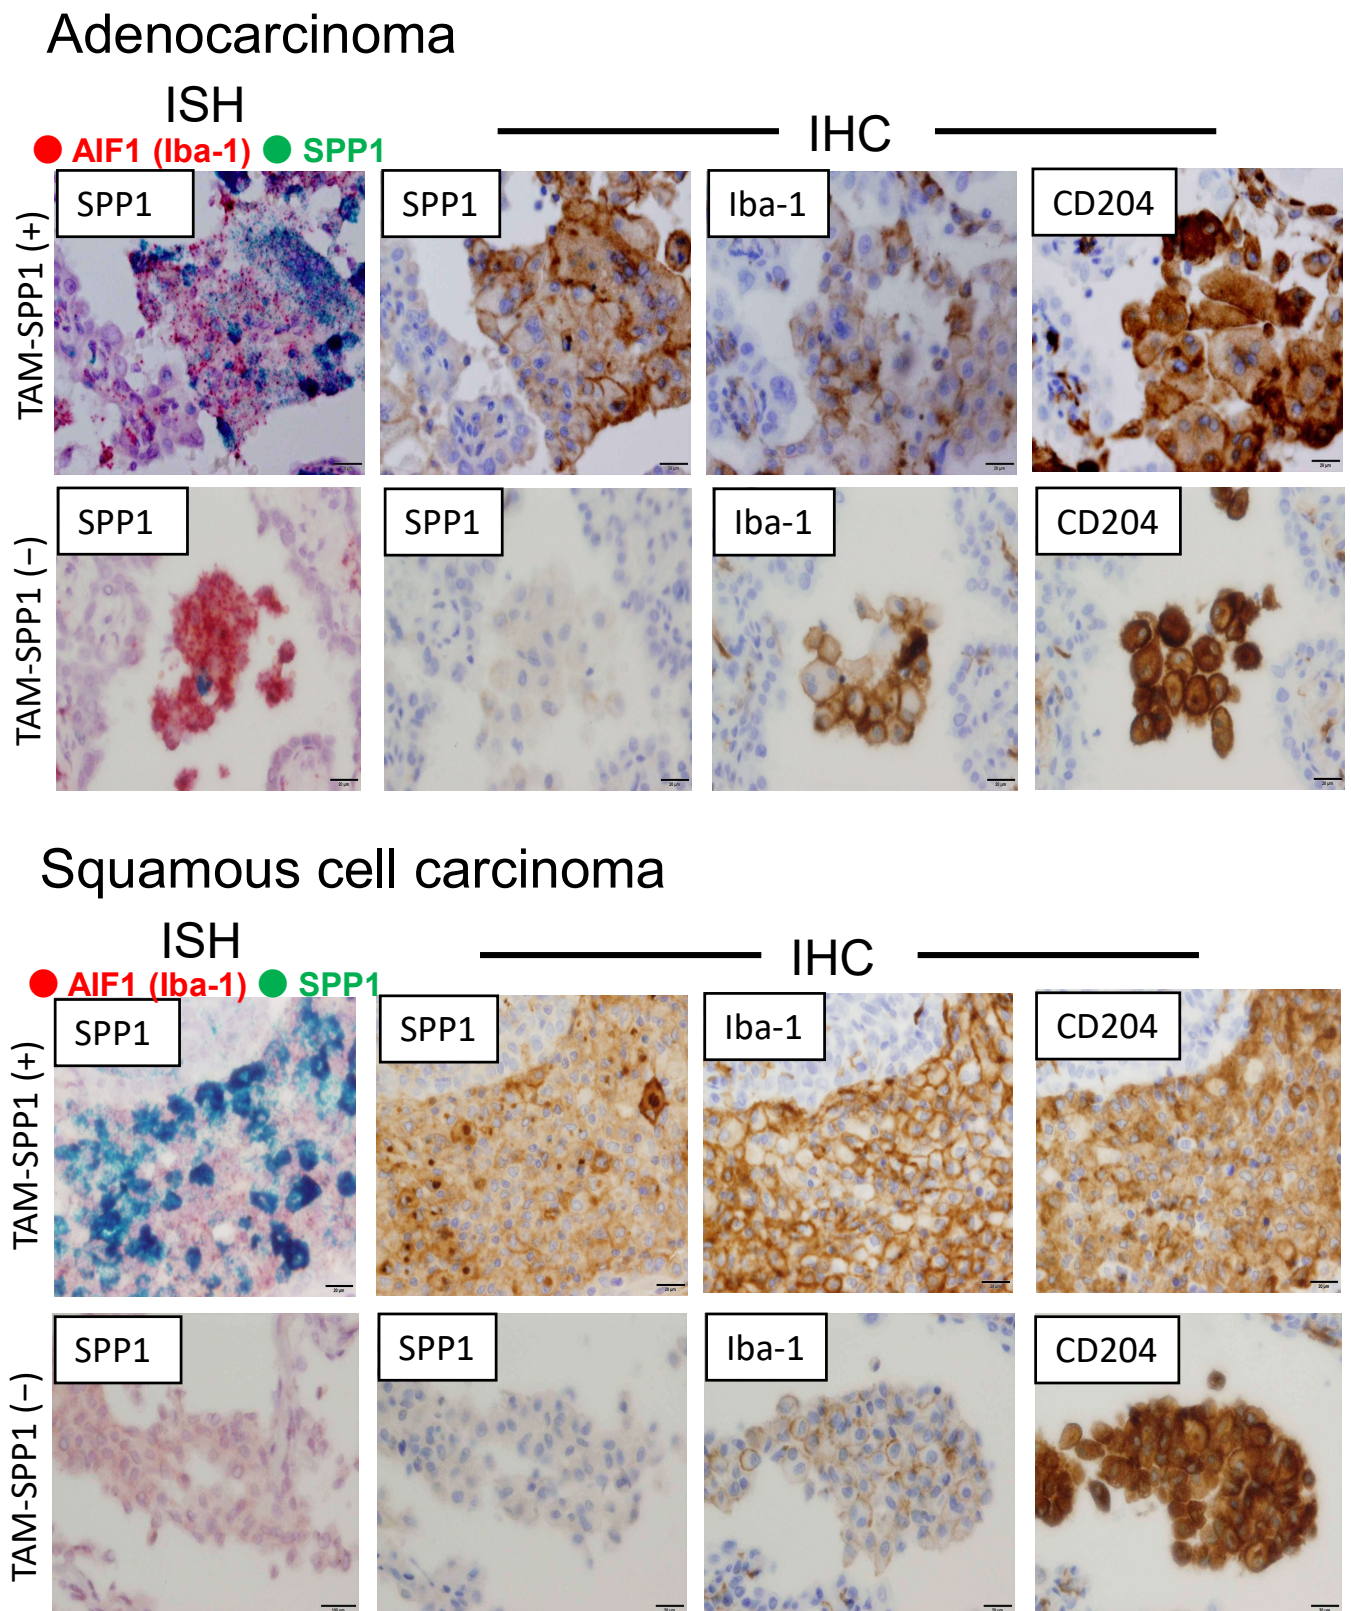 Adenocarcinoma
ISH
AIF1 (Iba-1) SPP1
IHC
TAM-SPP1 (+)
SPP1
SPP1
Iba-1
CD204
TAM-SPP1 (−)
SPP1
SPP1
Iba-1
CD204
Squamous cell carcinoma
ISH
AIF1 (Iba-1) SPP1
IHC
TAM-SPP1 (+)
SPP1
SPP1
Iba-1
CD204
TAM-SPP1 (−)
SPP1
SPP1
Iba-1
CD204